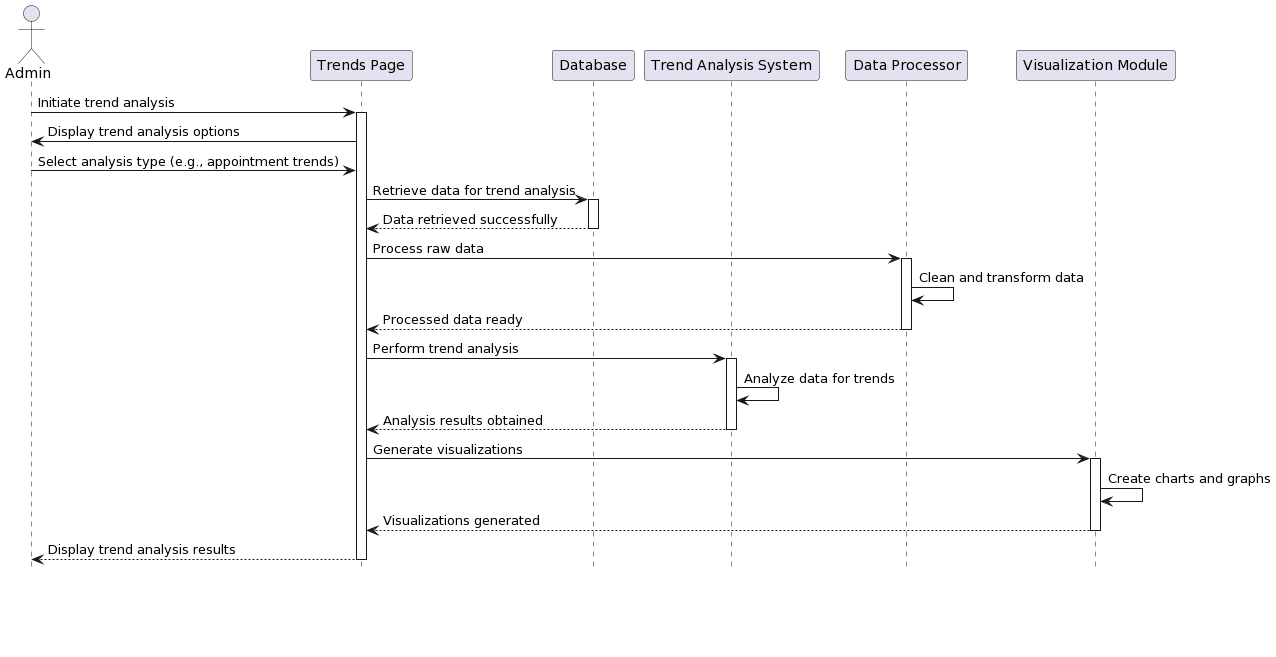 Admin
Trends Page
Database
Trend Analysis System
Data Processor
Visualization Module
Initiate trend analysis
Display trend analysis options
Select analysis type (e.g., appointment trends)
Retrieve data for trend analysis
Data retrieved successfully
Process raw data
Clean and transform data
Processed data ready
Perform trend analysis
Analyze data for trends
Analysis results obtained
Generate visualizations
Create charts and graphs
Visualizations generated
Display trend analysis results